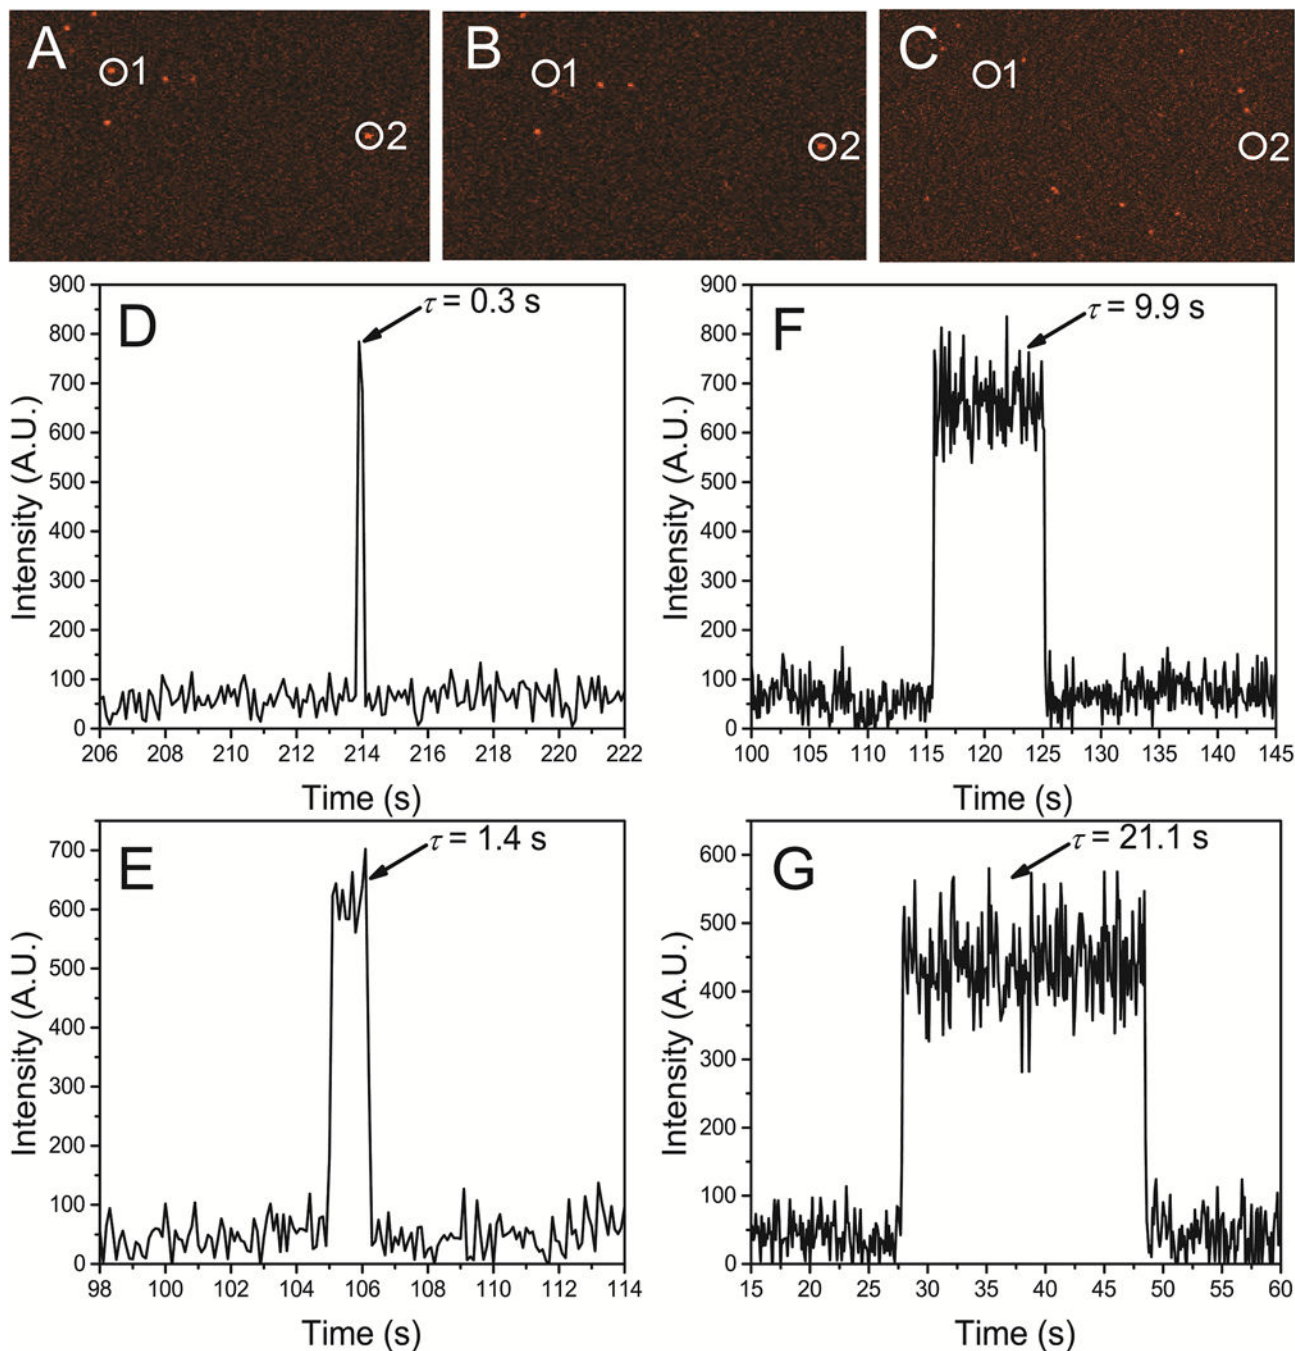 A
1
2
B
1
2
C
1
2
D
τ = 0.3 s
Intensity (A.U.)
900
800
700
600
500
400
300
200
100
0
206 208 210 212 214 216 218 220 222
Time (s)
F
τ = 9.9 s
Intensity (A.U.)
900
800
700
600
500
400
300
200
100
0
100 105 110 115 120 125 130 135 140 145
Time (s)
E
τ = 1.4 s
Intensity (A.U.)
700
600
500
400
300
200
100
0
98 100 102 104 106 108 110 112 114
Time (s)
G
τ = 21.1 s
Intensity (A.U.)
600
500
400
300
200
100
0
15 20 25 30 35 40 45 50 55 60
Time (s)